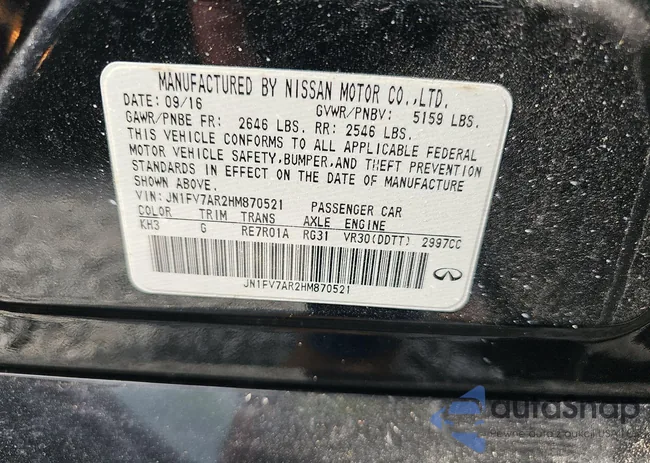 MANUFACTURED BY NISSAN MOTOR CO.,LTD.
DATE: 09/16 GVWR/PNBV: 5159 LBS.
GAWR/PNBE FR: 2646 LBS. RR: 2546 LBS.
THIS VEHICLE CONFORMS TO ALL APPLICABLE FEDERAL
MOTOR VEHICLE SAFETY,BUMPER,AND THEFT PREVENTION
STANDARDS IN EFFECT ON THE DATE OF MANUFACTURE
SHOWN ABOVE.
VIN: JN1FV7AR2HM870521 PASSENGER CAR
COLOR TRIM TRANS AXLE ENGINE
KH3 G RE7R01A RG31 VR30(DDTT) 2997CC
JN1FV7AR2HM870521
autoSnap